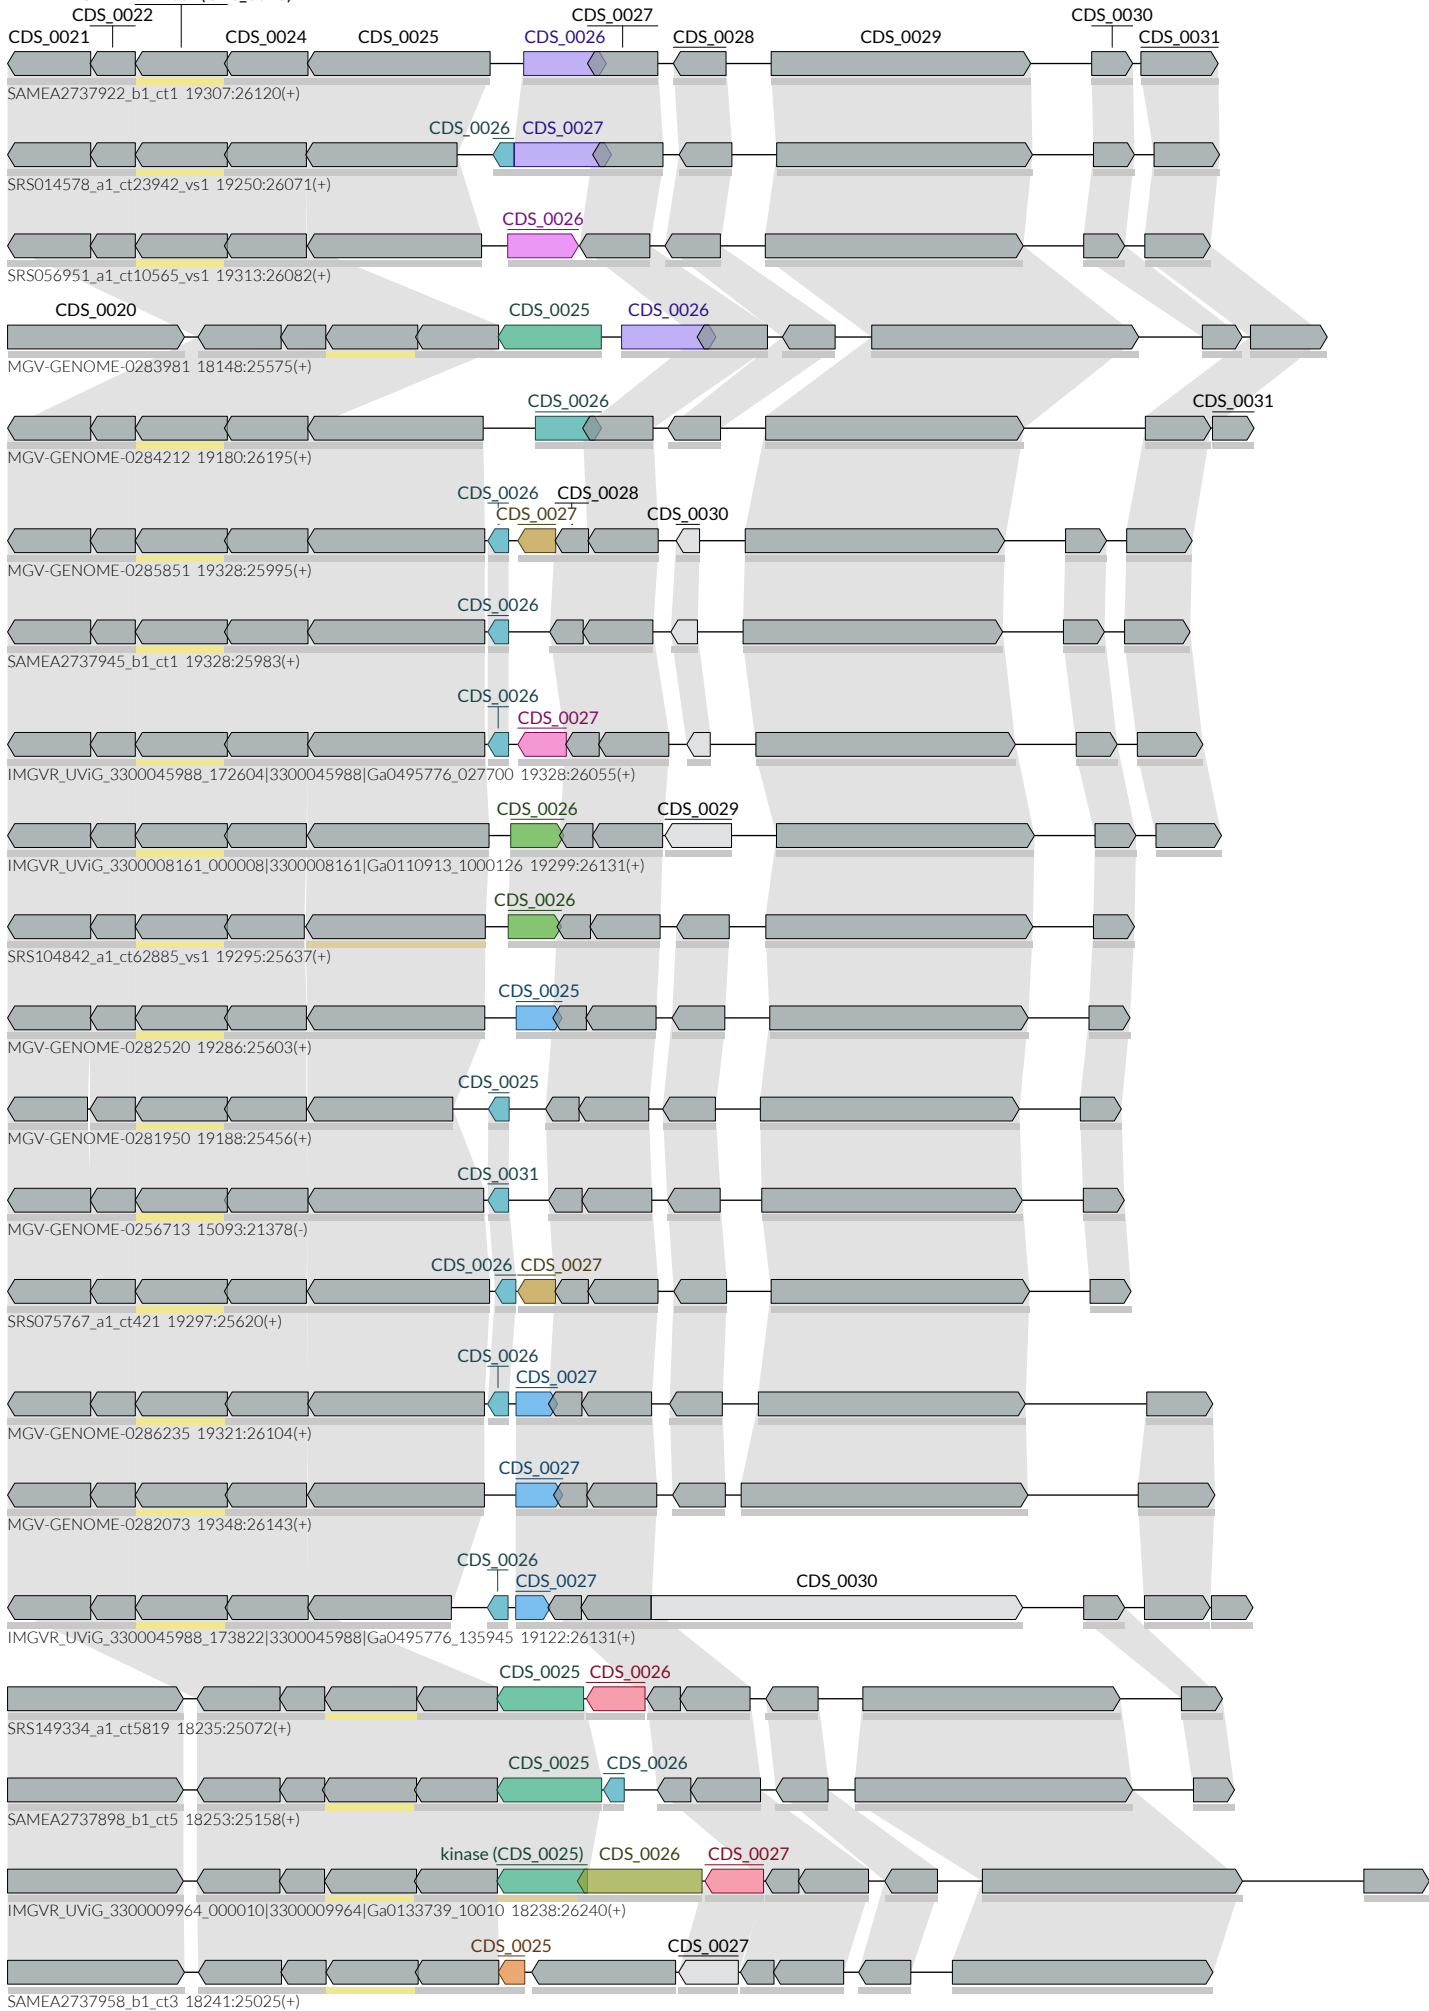 CDS_0022 CDS_0027 CDS_0030
CDS_0021 CDS_0024 CDS_0025 CDS_0026 CDS_0028 CDS_0029 CDS_0031
SAMEA2737922_b1_ct1 19307:26120(+)
CDS_0026 CDS_0027
SRS014578_a1_ct23942_vs1 19250:26071(+)
CDS_0026
SRS056951_a1_ct10565_vs1 19313:26082(+)
CDS_0020 CDS_0025 CDS_0026
MGV-GENOME-0283981 18148:25575(+)
CDS_0026 CDS_0031
MGV-GENOME-0284212 19180:26195(+)
CDS_0026 CDS_0028
CDS_0027 CDS_0030
MGV-GENOME-0285851 19328:25995(+)
CDS_0026
SAMEA2737945_b1_ct1 19328:25983(+)
CDS_0026
CDS_0027
IMGVR_UViG_3300045988_172604|3300045988|Ga0495776_027700 19328:26055(+)
CDS_0026 CDS_0029
IMGVR_UViG_3300008161_000008|3300008161|Ga0110913_1000126 19299:26131(+)
CDS_0026
SRS104842_a1_ct62885_vs1 19295:25637(+)
CDS_0025
MGV-GENOME-0282520 19286:25603(+)
CDS_0025
MGV-GENOME-0281950 19188:25456(+)
CDS_0031
MGV-GENOME-0256713 15093:21378(-)
CDS_0026 CDS_0027
SRS075767_a1_ct421 19297:25620(+)
CDS_0026
CDS_0027
MGV-GENOME-0286235 19321:26104(+)
CDS_0027
MGV-GENOME-0282073 19348:26143(+)
CDS_0026
CDS_0027 CDS_0030
IMGVR_UViG_3300045988_173822|3300045988|Ga0495776_135945 19122:26131(+)
CDS_0025 CDS_0026
SRS149334_a1_ct5819 18235:25072(+)
CDS_0025 CDS_0026
SAMEA2737898_b1_ct5 18253:25158(+)
kinase (CDS_0025) CDS_0026 CDS_0027
IMGVR_UViG_3300009964_000010|3300009964|Ga0133739_10010 18238:26240(+)
CDS_0025 CDS_0027
SAMEA2737958_b1_ct3 18241:25025(+)